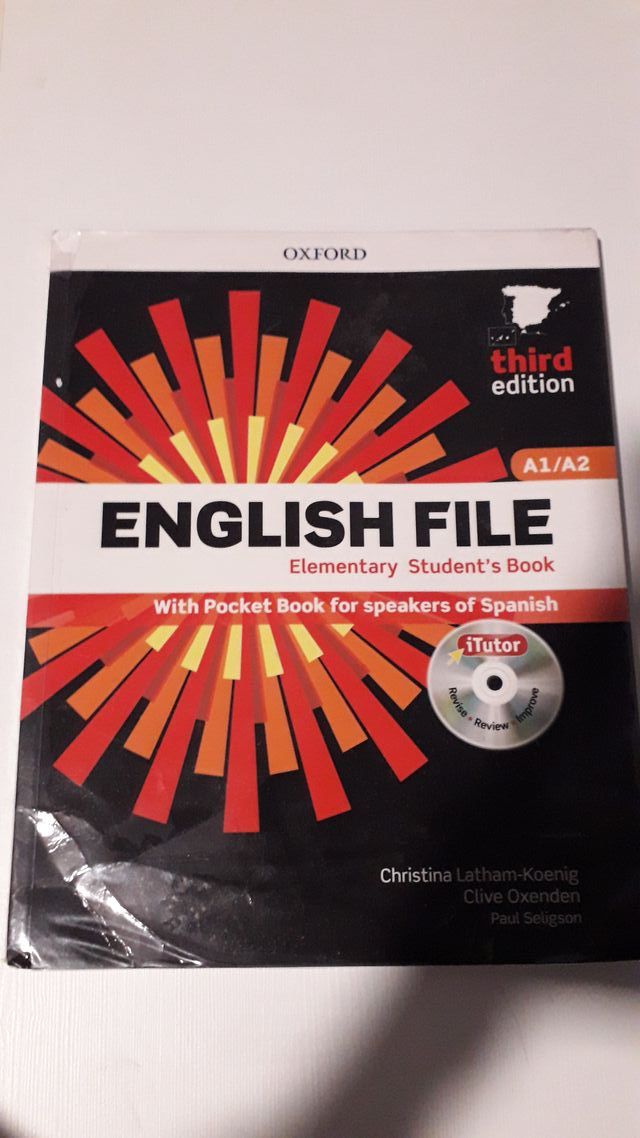 OXFORD
third
edition
A1/A2
ENGLISH FILE
Elementary Student's Book
With Pocket Book for speakers of Spanish
iTutor
Revise • Review • Improve
Christina Latham-Koenig
Clive Oxenden
Paul Seligson